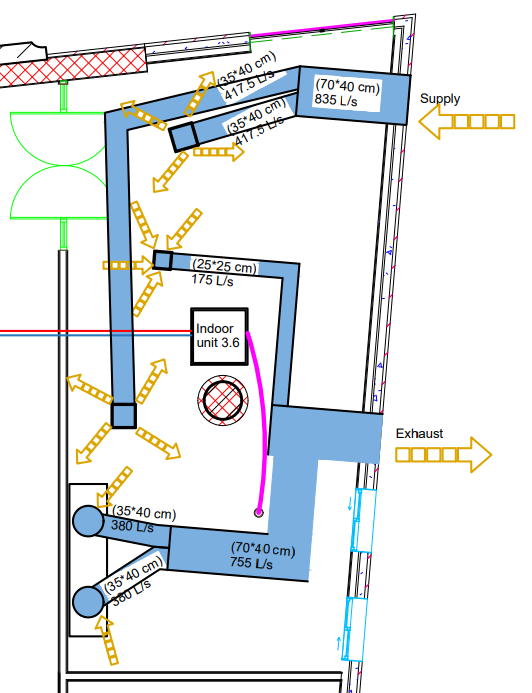 (35*40 cm)
417.5 L/s
(70*40 cm)
835 L/s
Supply
(35*40 cm)
417.5 L/s
(25*25 cm)
175 L/s
Indoor
unit 3.6
Exhaust
(35*40 cm)
380 L/s
(70*40 cm)
755 L/s
(35*40 cm)
380 L/s